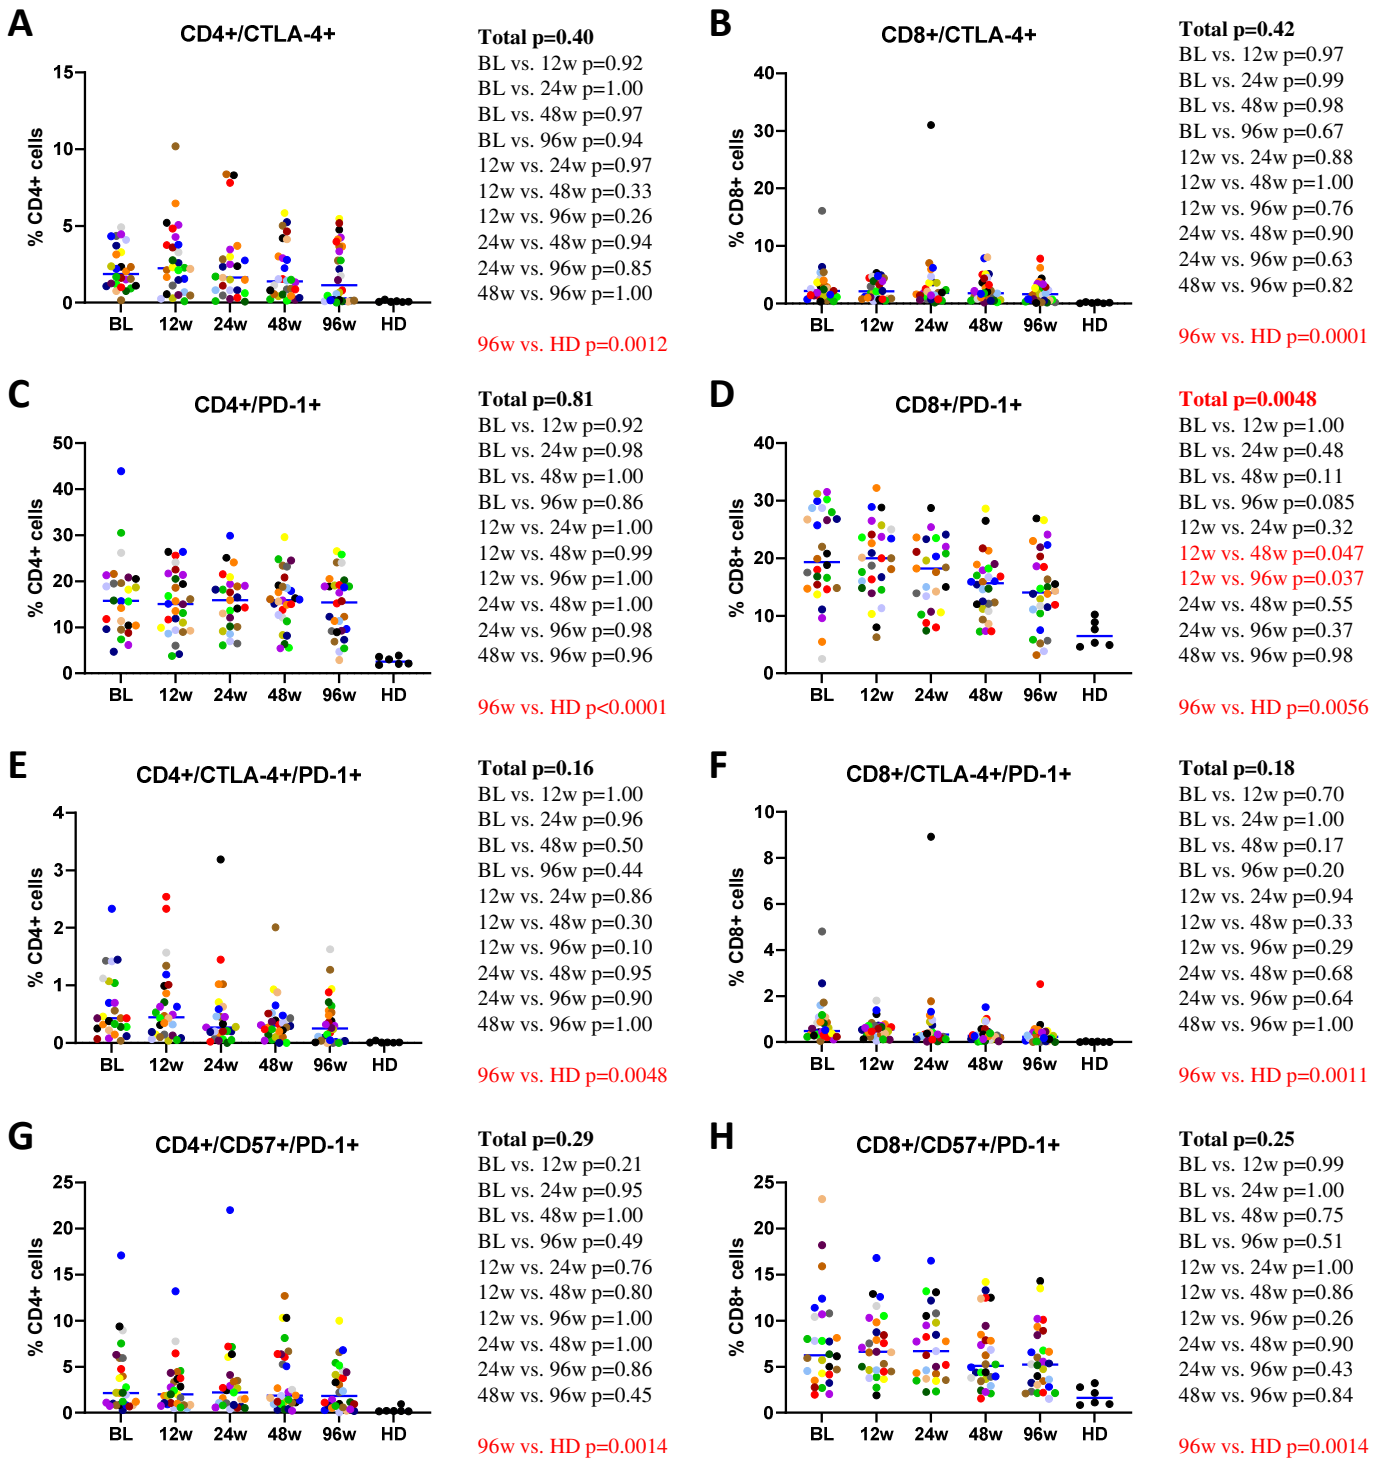 A
CD4+/CTLA-4+
% CD4+ cells
15
10
5
0
BL 12w 24w 48w 96w HD
Total p=0.40
BL vs. 12w p=0.92
BL vs. 24w p=1.00
BL vs. 48w p=0.97
BL vs. 96w p=0.94
12w vs. 24w p=0.97
12w vs. 48w p=0.33
12w vs. 96w p=0.26
24w vs. 48w p=0.94
24w vs. 96w p=0.85
48w vs. 96w p=1.00
96w vs. HD p=0.0012
B
CD8+/CTLA-4+
% CD8+ cells
40
30
20
10
0
BL 12w 24w 48w 96w HD
Total p=0.42
BL vs. 12w p=0.97
BL vs. 24w p=0.99
BL vs. 48w p=0.98
BL vs. 96w p=0.67
12w vs. 24w p=0.88
12w vs. 48w p=1.00
12w vs. 96w p=0.76
24w vs. 48w p=0.90
24w vs. 96w p=0.63
48w vs. 96w p=0.82
96w vs. HD p=0.0001
C
CD4+/PD-1+
% CD4+ cells
50
40
30
20
10
0
BL 12w 24w 48w 96w HD
Total p=0.81
BL vs. 12w p=0.92
BL vs. 24w p=0.98
BL vs. 48w p=1.00
BL vs. 96w p=0.86
12w vs. 24w p=1.00
12w vs. 48w p=0.99
12w vs. 96w p=1.00
24w vs. 48w p=1.00
24w vs. 96w p=0.98
48w vs. 96w p=0.96
96w vs. HD p<0.0001
D
CD8+/PD-1+
% CD8+ cells
40
30
20
10
0
BL 12w 24w 48w 96w HD
Total p=0.0048
BL vs. 12w p=1.00
BL vs. 24w p=0.48
BL vs. 48w p=0.11
BL vs. 96w p=0.085
12w vs. 24w p=0.32
12w vs. 48w p=0.047
12w vs. 96w p=0.037
24w vs. 48w p=0.55
24w vs. 96w p=0.37
48w vs. 96w p=0.98
96w vs. HD p=0.0056
E
CD4+/CTLA-4+/PD-1+
% CD4+ cells
4
3
2
1
0
BL 12w 24w 48w 96w HD
Total p=0.16
BL vs. 12w p=1.00
BL vs. 24w p=0.96
BL vs. 48w p=0.50
BL vs. 96w p=0.44
12w vs. 24w p=0.86
12w vs. 48w p=0.30
12w vs. 96w p=0.10
24w vs. 48w p=0.95
24w vs. 96w p=0.90
48w vs. 96w p=1.00
96w vs. HD p=0.0048
F
CD8+/CTLA-4+/PD-1+
% CD8+ cells
10
8
6
4
2
0
BL 12w 24w 48w 96w HD
Total p=0.18
BL vs. 12w p=0.70
BL vs. 24w p=1.00
BL vs. 48w p=0.17
BL vs. 96w p=0.20
12w vs. 24w p=0.94
12w vs. 48w p=0.33
12w vs. 96w p=0.29
24w vs. 48w p=0.68
24w vs. 96w p=0.64
48w vs. 96w p=1.00
96w vs. HD p=0.0011
G
CD4+/CD57+/PD-1+
% CD4+ cells
25
20
15
10
5
0
BL 12w 24w 48w 96w HD
Total p=0.29
BL vs. 12w p=0.21
BL vs. 24w p=0.95
BL vs. 48w p=1.00
BL vs. 96w p=0.49
12w vs. 24w p=0.76
12w vs. 48w p=0.80
12w vs. 96w p=1.00
24w vs. 48w p=1.00
24w vs. 96w p=0.86
48w vs. 96w p=0.45
96w vs. HD p=0.0014
H
CD8+/CD57+/PD-1+
% CD8+ cells
25
20
15
10
5
0
BL 12w 24w 48w 96w HD
Total p=0.25
BL vs. 12w p=0.99
BL vs. 24w p=1.00
BL vs. 48w p=0.75
BL vs. 96w p=0.51
12w vs. 24w p=1.00
12w vs. 48w p=0.86
12w vs. 96w p=0.26
24w vs. 48w p=0.90
24w vs. 96w p=0.43
48w vs. 96w p=0.84
96w vs. HD p=0.0014